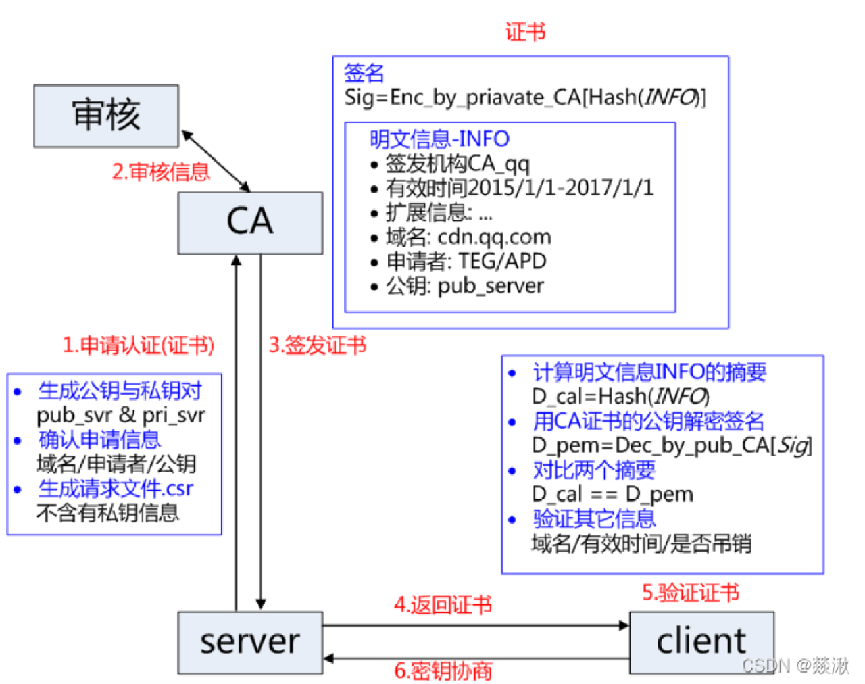 证书
签名
Sig=Enc_by_priavate_CA[Hash(INFO)]
明文信息-INFO
• 签发机构CA_qq
• 有效时间2015/1/1-2017/1/1
• 扩展信息: ...
• 域名: cdn.qq.com
• 申请者: TEG/APD
• 公钥: pub_server
审核
2.审核信息
CA
1.申请认证(证书)
3.签发证书
• 生成公钥与私钥对
pub_svr & pri_svr
• 确认申请信息
域名/申请者/公钥
• 生成请求文件.csr
不含有私钥信息
• 计算明文信息INFO的摘要
D_cal=Hash(INFO)
• 用CA证书的公钥解密签名
D_pem=Dec_by_pub_CA[Sig]
• 对比两个摘要
D_cal == D_pem
• 验证其它信息
域名/有效时间/是否吊销
5.验证证书
4.返回证书
server
client
6.密钥协商
CSDN @燚湫